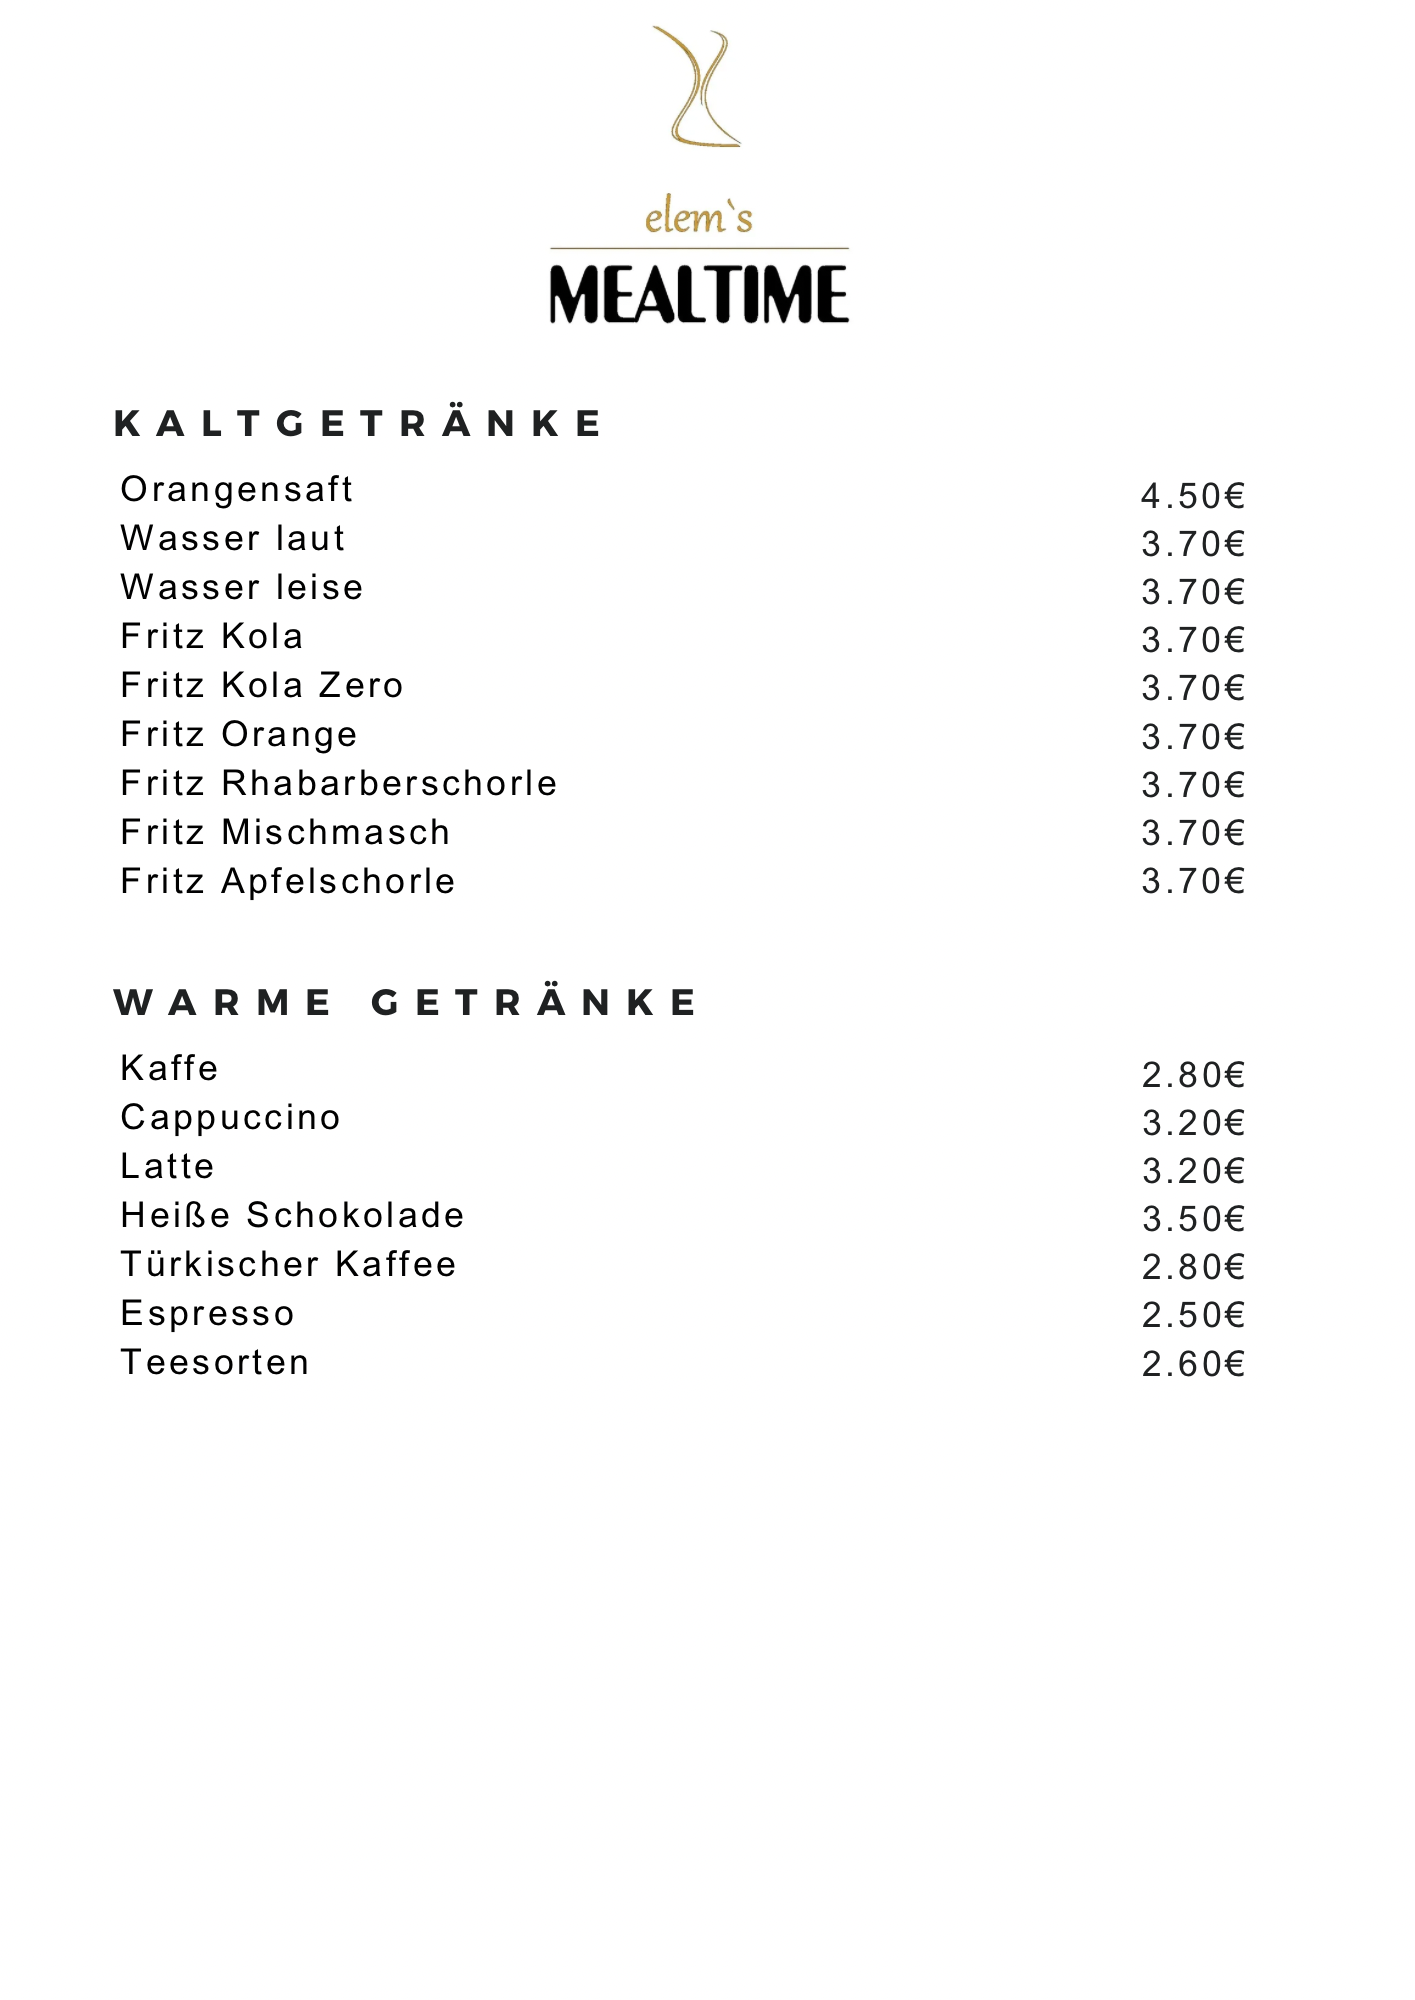 elem`s
MEALTIME
KALTGETRÄNKE
Orangensaft 4.50€
Wasser laut 3.70€
Wasser leise 3.70€
Fritz Kola 3.70€
Fritz Kola Zero 3.70€
Fritz Orange 3.70€
Fritz Rhabarberschorle 3.70€
Fritz Mischmasch 3.70€
Fritz Apfelschorle 3.70€
WARME GETRÄNKE
Kaffe 2.80€
Cappuccino 3.20€
Latte 3.20€
Heiße Schokolade 3.50€
Türkischer Kaffee 2.80€
Espresso 2.50€
Teesorten 2.60€